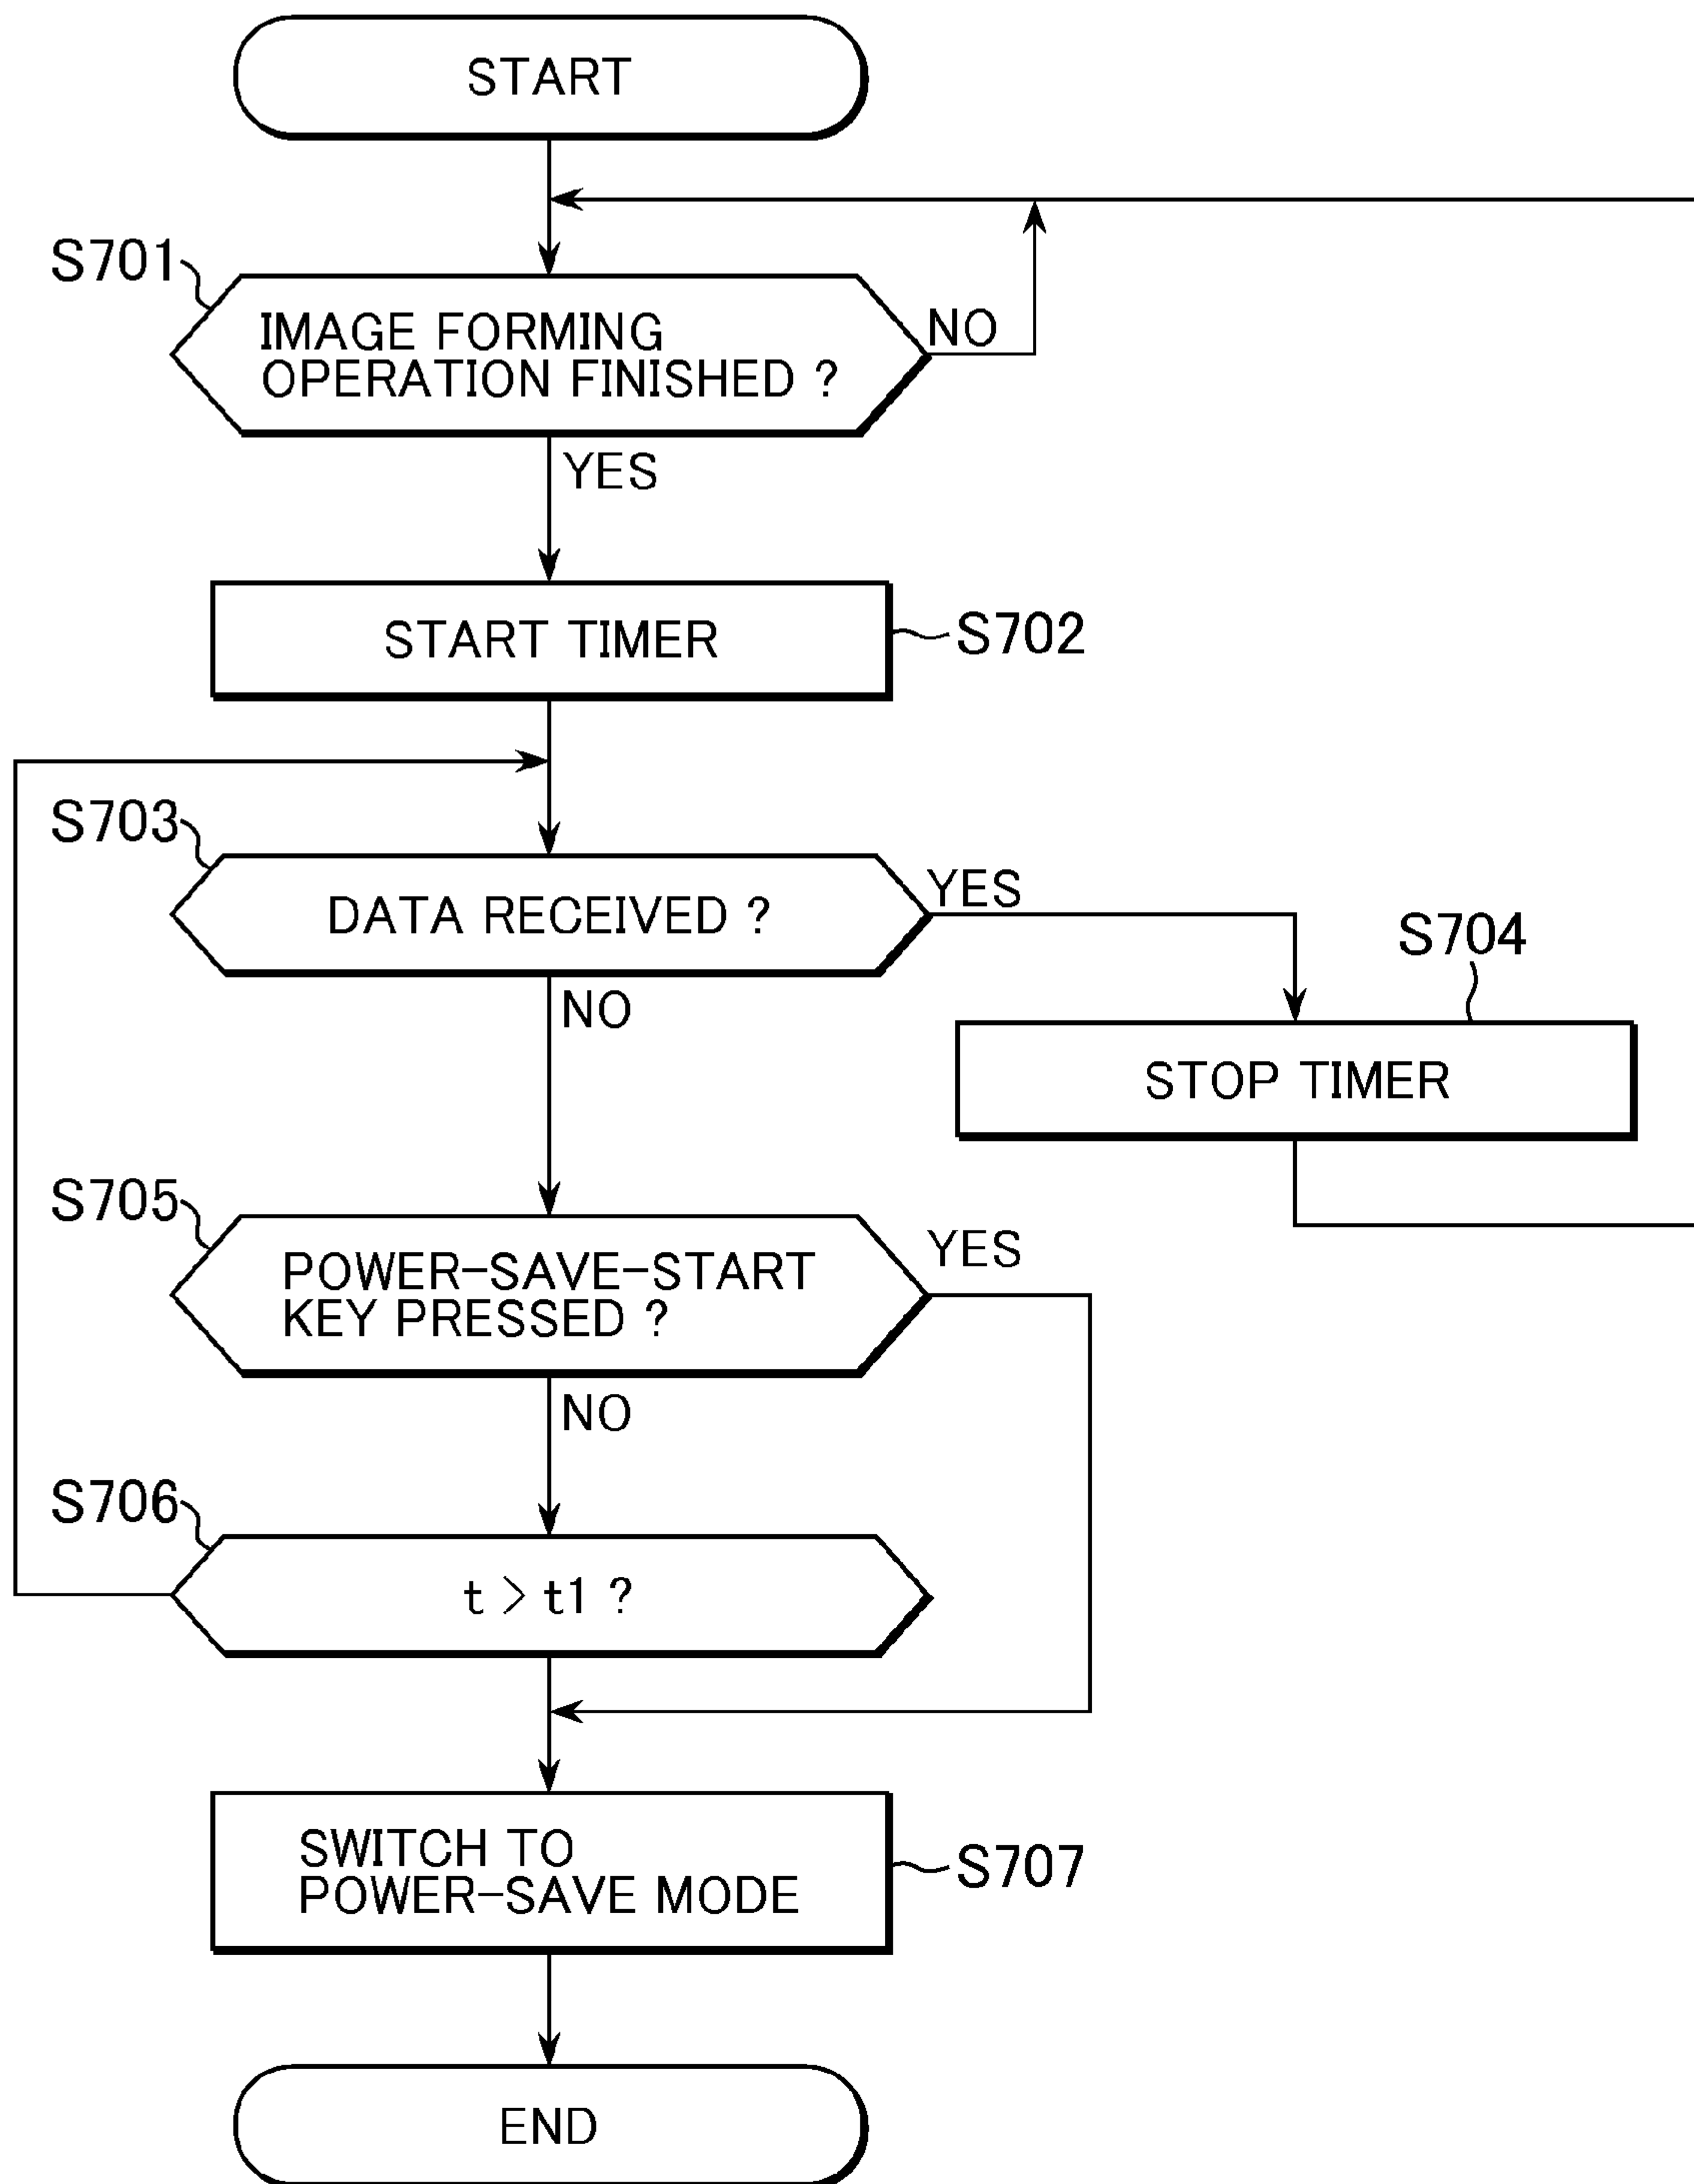 START
S701
IMAGE FORMING
OPERATION FINISHED ?
NO
YES
START TIMER
S702
S703
DATA RECEIVED ?
YES
NO
S704
STOP TIMER
S705
POWER-SAVE-START
KEY PRESSED ?
YES
NO
S706
t > t1 ?
SWITCH TO
POWER-SAVE MODE
S707
END